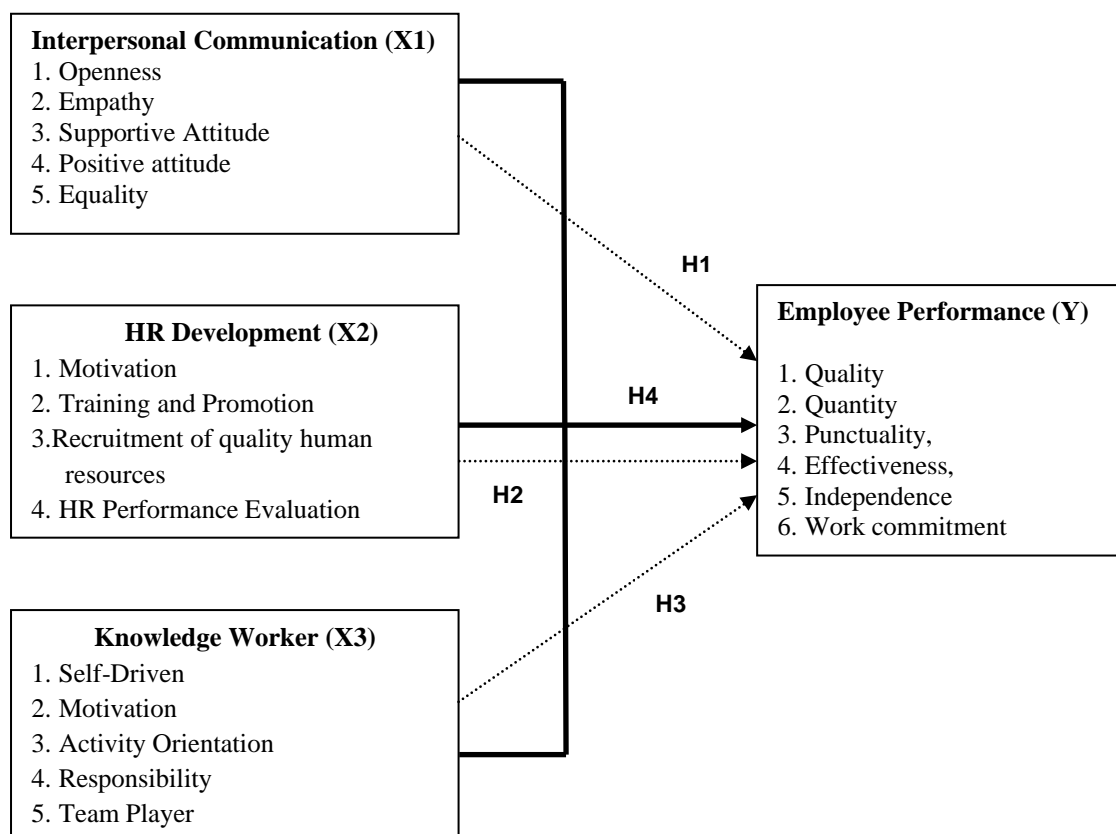 Interpersonal Communication (X1)
1. Openness
2. Empathy
3. Supportive Attitude
4. Positive attitude
5. Equality
H1
HR Development (X2)
1. Motivation
2. Training and Promotion
3.Recruitment of quality human
resources
4. HR Performance Evaluation
H4
H2
Employee Performance (Y)
1. Quality
2. Quantity
3. Punctuality,
4. Effectiveness,
5. Independence
6. Work commitment
H3
Knowledge Worker (X3)
1. Self-Driven
2. Motivation
3. Activity Orientation
4. Responsibility
5. Team Player